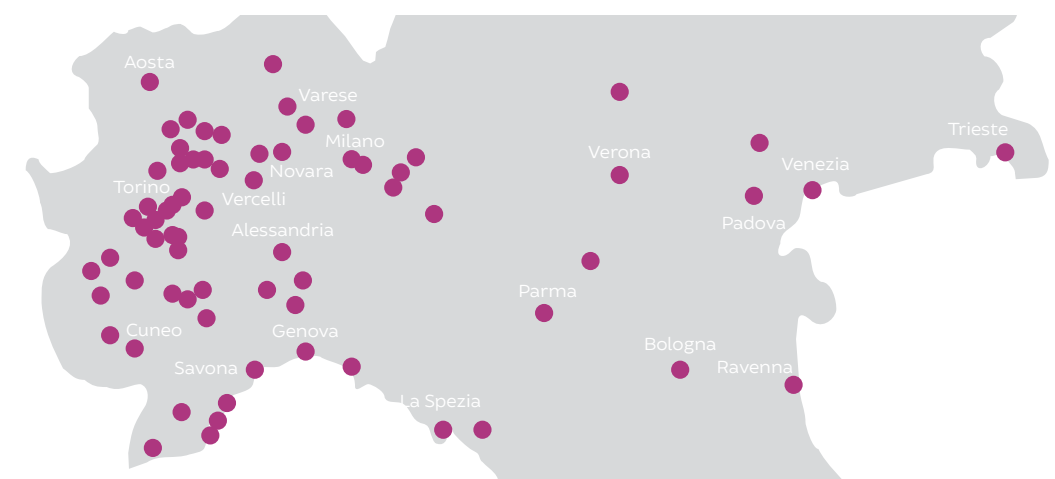 Aosta
Varese
Trieste
Milano
Verona
Venezia
Novara
Torino
Vercelli
Padova
Alessandria
Parma
Cuneo
Genova
Bologna
Savona
Ravenna
La Spezia